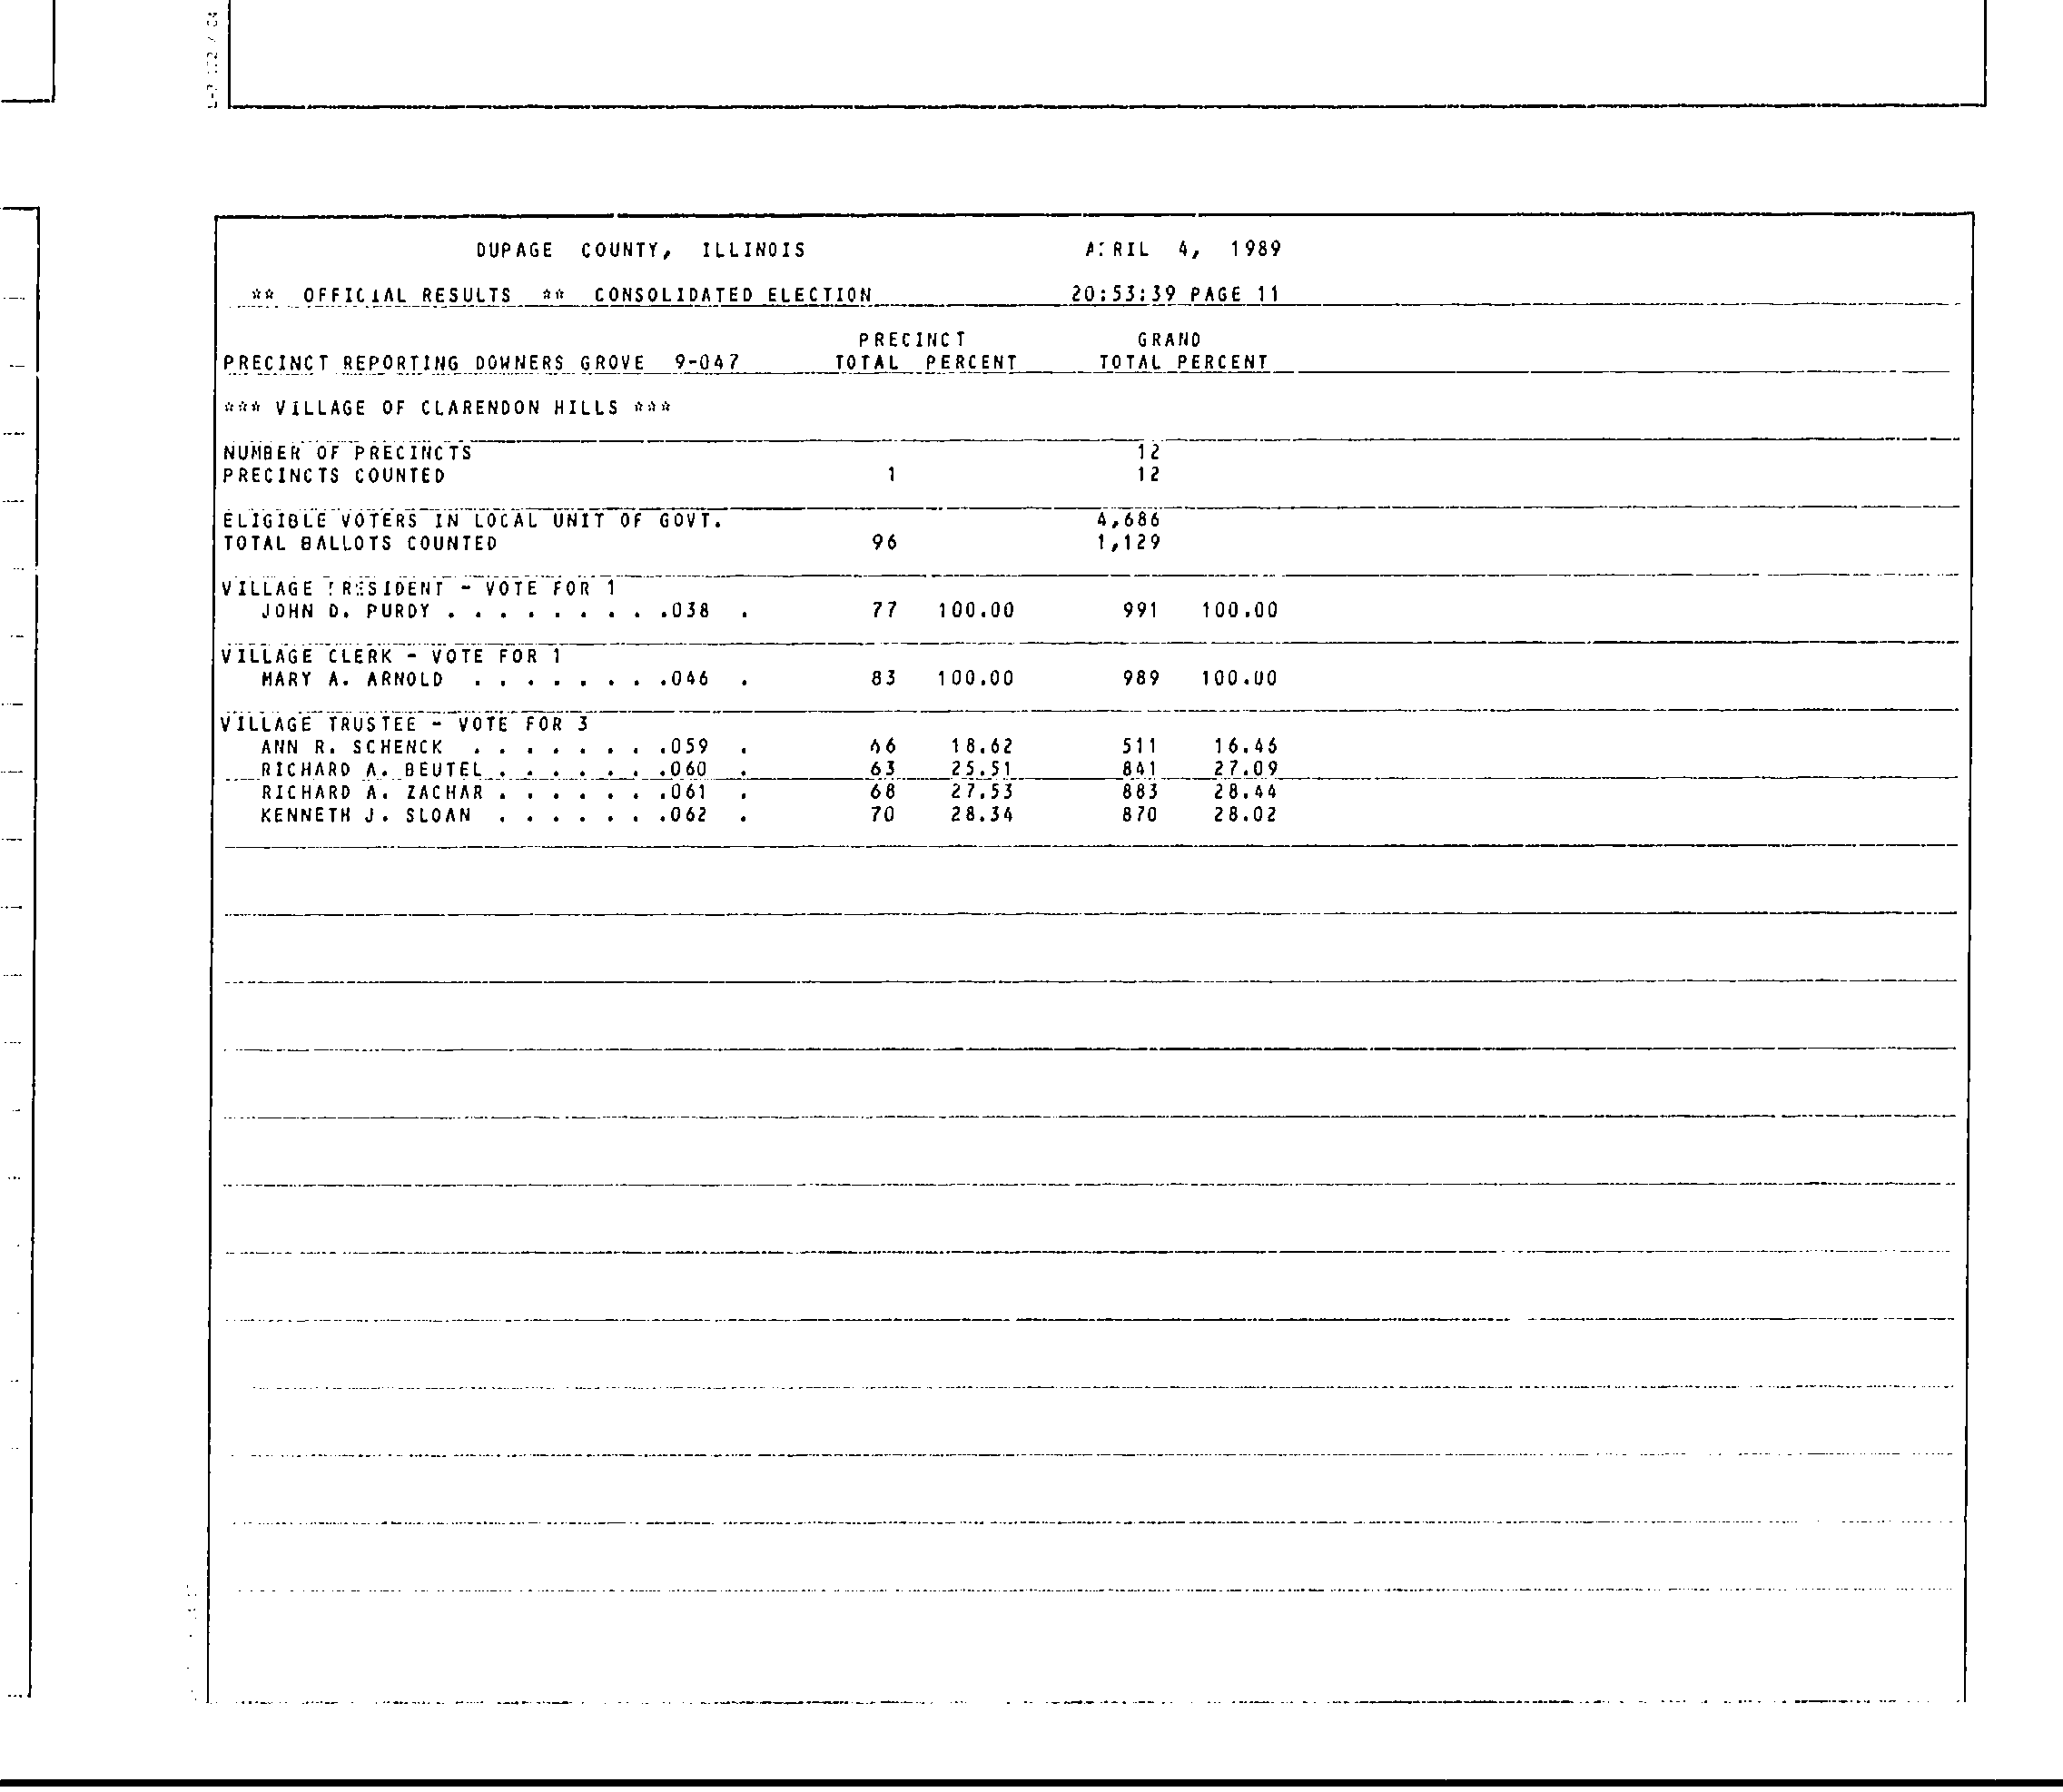 DUPAGE COUNTY, ILLINOIS APRIL 4, 1989
** OFFICIAL RESULTS ** CONSOLIDATED ELECTION 20:53:39 PAGE 11
PRECINCT GRAND
PRECINCT REPORTING DOWNERS GROVE 9-047 TOTAL PERCENT TOTAL PERCENT
*** VILLAGE OF CLARENDON HILLS ***
NUMBER OF PRECINCTS 12
PRECINCTS COUNTED 1 12
ELIGIBLE VOTERS IN LOCAL UNIT OF GOVT. 4,686
TOTAL BALLOTS COUNTED 96 1,129
VILLAGE PRESIDENT - VOTE FOR 1
JOHN D. PURDY . . . . . . . . .038 . 77 100.00 991 100.00
VILLAGE CLERK - VOTE FOR 1
MARY A. ARNOLD . . . . . . . .046 . 83 100.00 989 100.00
VILLAGE TRUSTEE - VOTE FOR 3
ANN R. SCHENCK . . . . . . . .059 . 46 18.62 511 16.46
RICHARD A. BEUTEL . . . . . . .060 . 63 25.51 841 27.09
RICHARD A. ZACHAR . . . . . . .061 . 68 27.53 883 28.44
KENNETH J. SLOAN . . . . . . .062 . 70 28.34 870 28.02